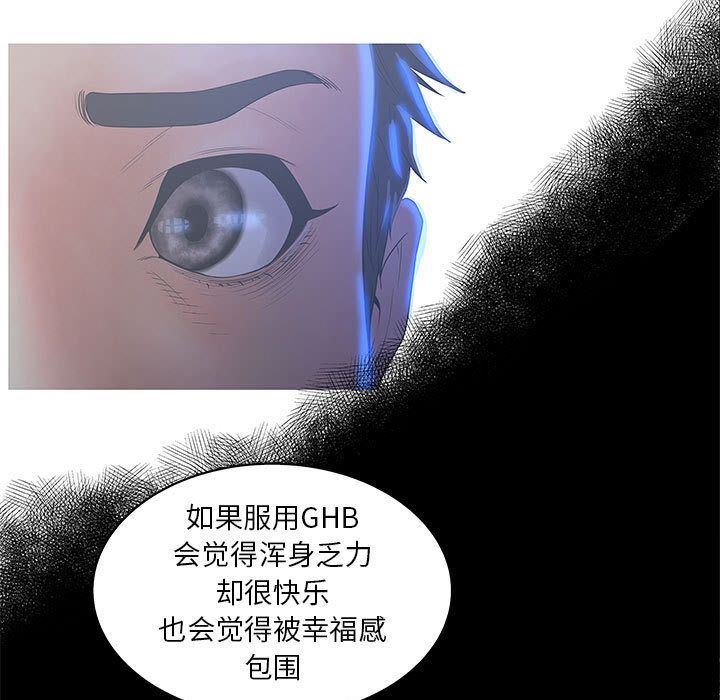 如果服用GHB
会觉得浑身乏力
却很快乐
也会觉得被幸福感
包围